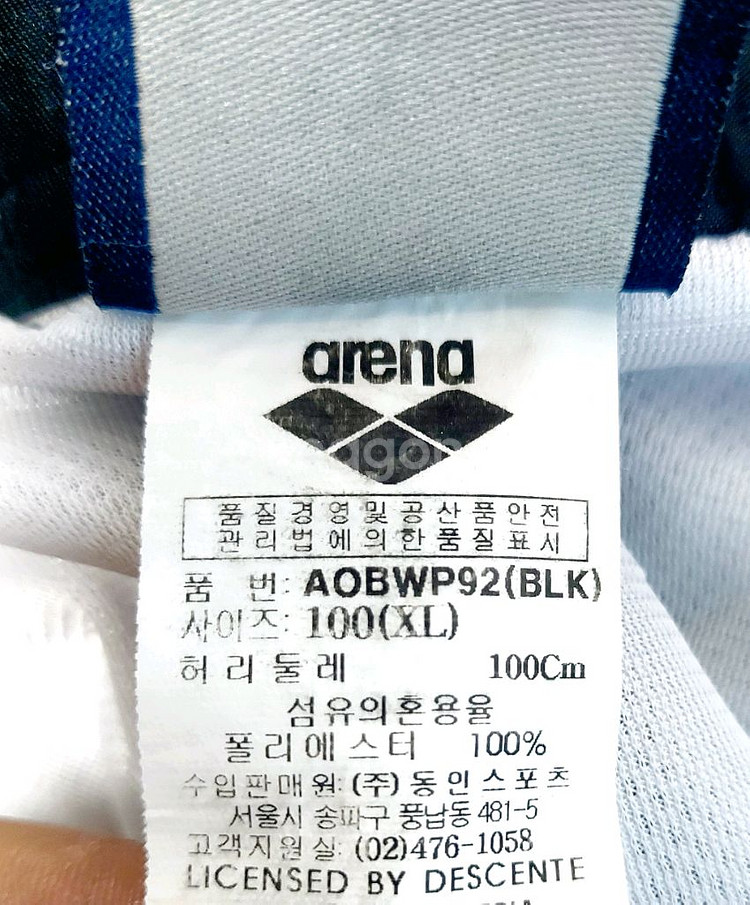 arena
품질경영및공산품안전
관리법에의한품질표시
품 번: AOBWP92(BLK)
사이즈: 100(XL)
허리둘레 100Cm
섬유의혼용율
폴리에스터 100%
수입판매원: (주) 동인스포츠
서울시 송파구 풍납동 481-5
고객지원실: (02)476-1058
LICENSED BY DESCENTE